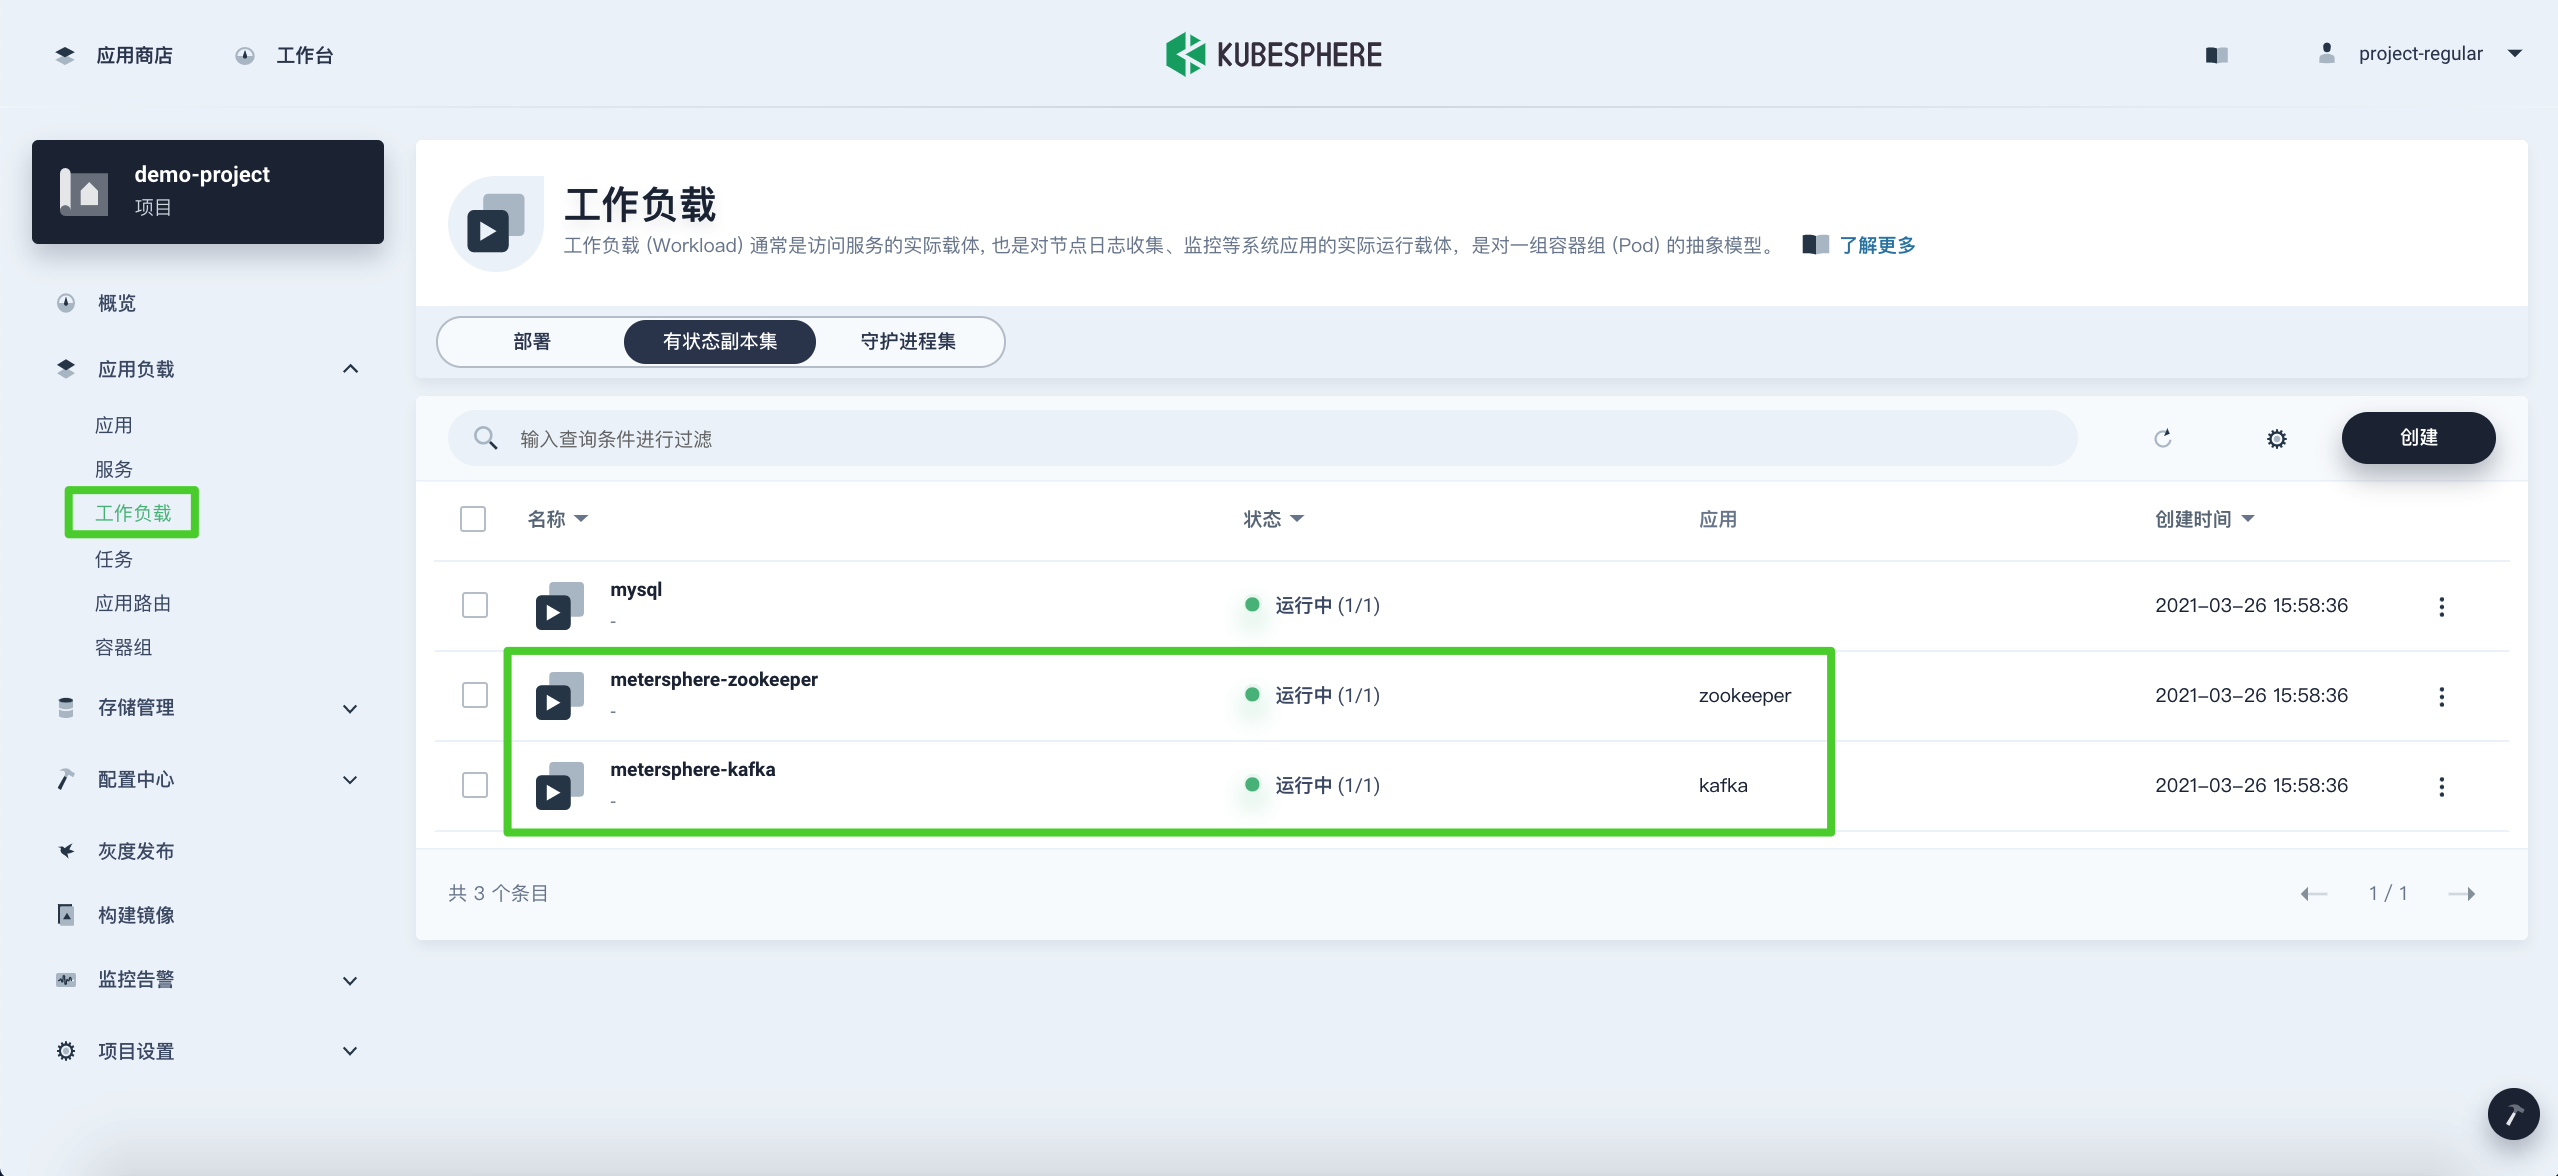 应用商店
工作台
KUBESPHERE
project-regular
demo-project
项目
概览
应用负载
应用
服务
工作负载
任务
应用路由
容器组
存储管理
配置中心
灰度发布
构建镜像
监控告警
项目设置
工作负载
工作负载 (Workload) 通常是访问服务的实际载体, 也是对节点日志收集、监控等系统应用的实际运行载体，是对一组容器组 (Pod) 的抽象模型。 了解更多
部署 有状态副本集 守护进程集
输入查询条件进行过滤
创建
名称 状态 应用 创建时间
mysql
-
运行中 (1/1) 2021-03-26 15:58:36
metersphere-zookeeper
-
运行中 (1/1) zookeeper 2021-03-26 15:58:36
metersphere-kafka
-
运行中 (1/1) kafka 2021-03-26 15:58:36
共 3 个条目
1 / 1